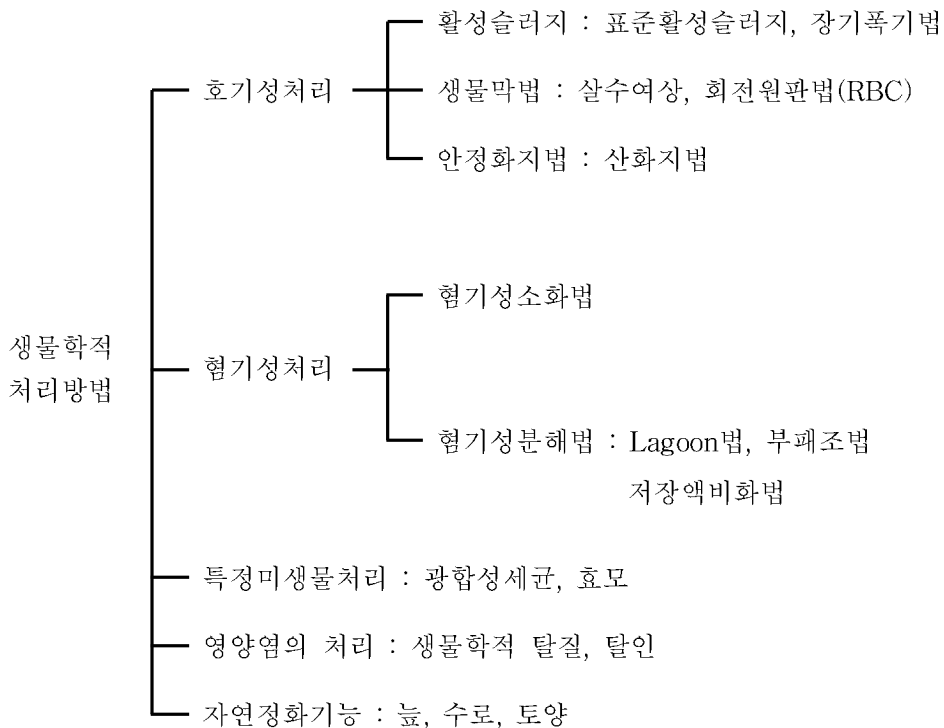 활성슬러지 : 표준활성슬러지, 장기폭기법
호기성처리
생물막법 : 살수여상, 회전원판법(RBC)
안정화지법 : 산화지법
혐기성소화법
생물학적
처리방법
혐기성처리
혐기성분해법 : Lagoon법, 부패조법
저장액비화법
특정미생물처리 : 광합성세균, 효모
영양염의 처리 : 생물학적 탈질, 탈인
자연정화기능 : 늪, 수로, 토양